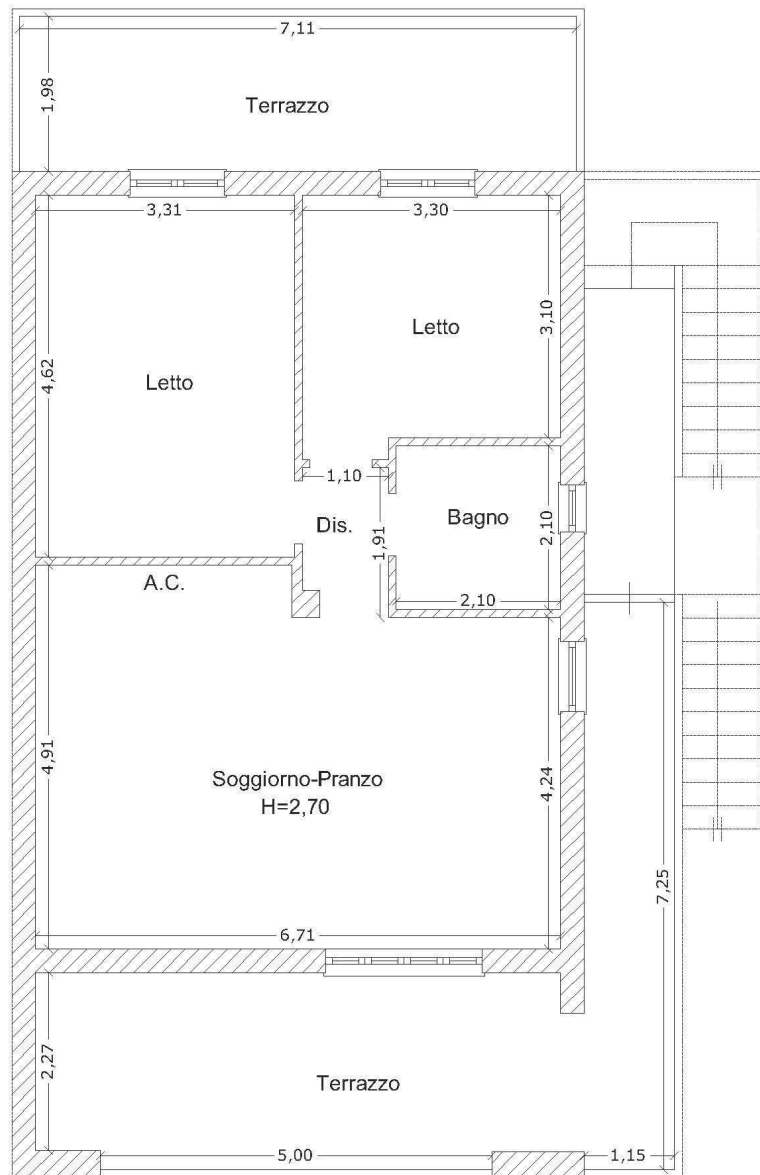 7,11
1,98
Terrazzo
3,31
3,30
4,62
3,10
Letto
Letto
1,10
Dis.
1,91
Bagno
2,10
2,10
A.C.
4,91
Soggiorno-Pranzo
H=2,70
4,24
7,25
6,71
2,27
Terrazzo
5,00
1,15